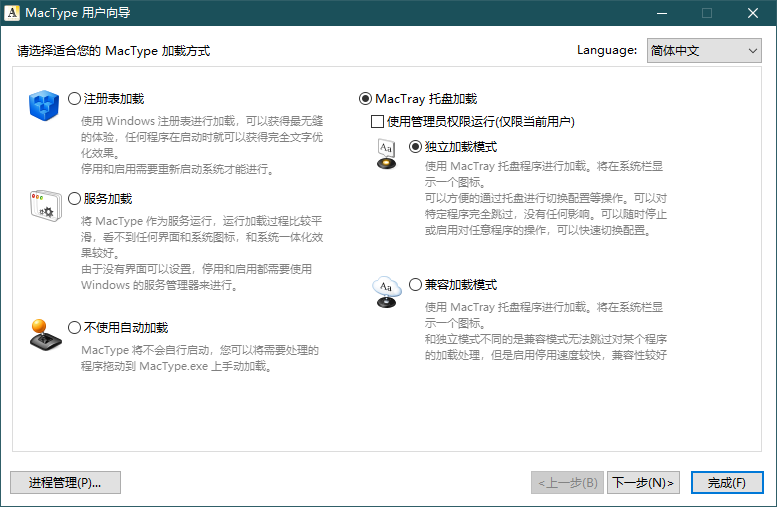 MacType 用户向导
请选择适合您的 MacType 加载方式
Language:
简体中文
注册表加载
使用 Windows 注册表进行加载，可以获得最无缝
的体验，任何程序在启动时就可以获得完全文字优
化效果。
停用和启用需要重新启动系统才能进行。
服务加载
将 MacType 作为服务运行，运行加载过程比较平
滑，看不到任何界面和系统图标，和系统一体化效
果较好。
由于没有界面可以设置，停用和启用都需要使用
Windows 的服务管理器来进行。
不使用自动加载
MacType 将不会自行启动，您可以将需要处理的
程序拖动到 MacType.exe 上手动加载。
MacTray 托盘加载
使用管理员权限运行(仅限当前用户)
独立加载模式
使用 MacTray 托盘程序进行加载。将在系统栏显
示一个图标。
可以方便的通过托盘进行切换配置等操作。可以对
特定程序完全跳过，没有任何影响。可以随时停止
或启用对任意程序的操作，可以快速切换配置。
兼容加载模式
使用 MacTray 托盘程序进行加载。将在系统栏显
示一个图标。
和独立模式不同的是兼容模式无法跳过对某个程序
的加载处理，但是启用停用速度较快，兼容性较好
进程管理(P)...
<上一步(B)
下一步(N)>
完成(F)